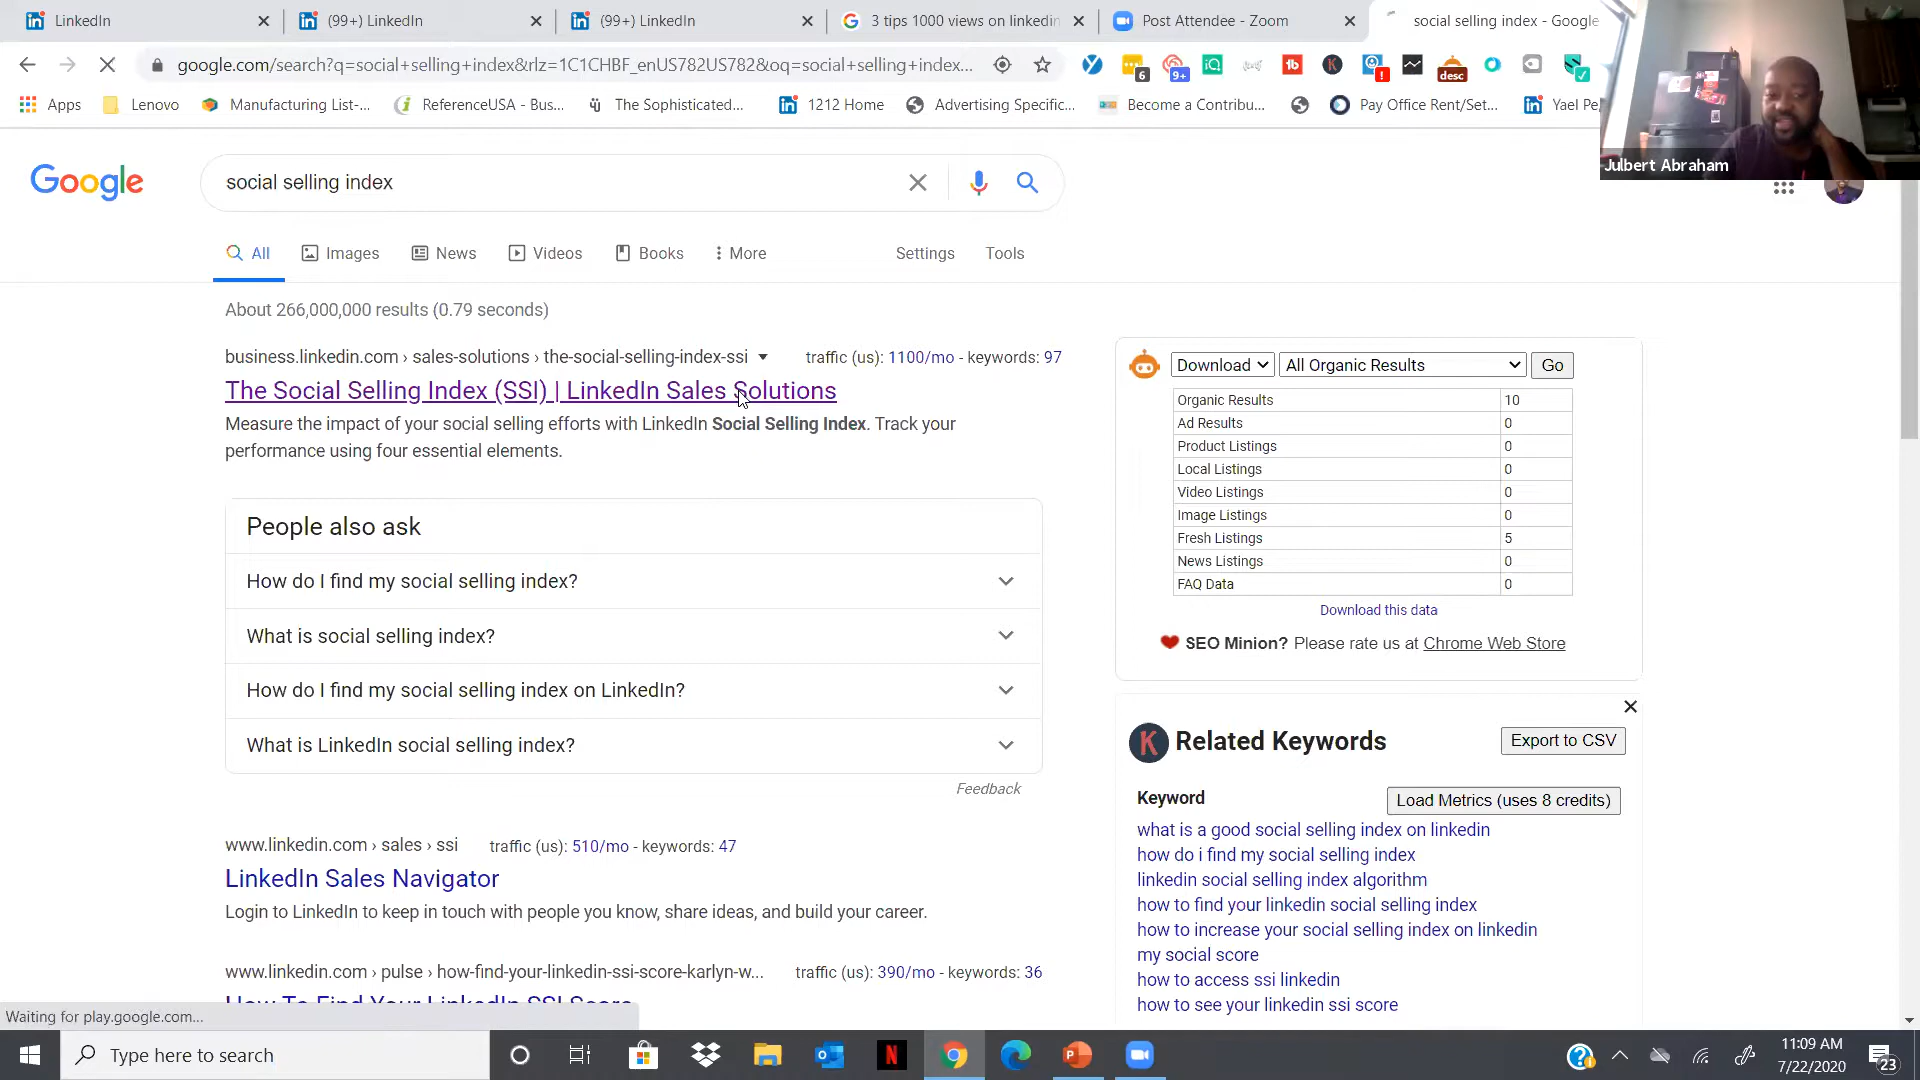 LinkedIn
(99+) LinkedIn
(99+) LinkedIn
3 tips 1000 views on linkedin
Post Attendee - Zoom
social selling index - Google
google.com/search?q=social+selling+index&rlz=1C1CHBF_enUS782US782&oq=social+selling+index...
6
9+
desc
Apps
Lenovo
Manufacturing List-...
ReferenceUSA - Bus...
The Sophisticated...
1212 Home
Advertising Specific...
Become a Contribu...
Pay Office Rent/Set...
Yael Pe
Julbert Abraham
Google
social selling index
All
Images
News
Videos
Books
More
Settings
Tools
About 266,000,000 results (0.79 seconds)
business.linkedin.com › sales-solutions › the-social-selling-index-ssi
traffic (us): 1100/mo - keywords: 97
The Social Selling Index (SSI) | LinkedIn Sales Solutions
Measure the impact of your social selling efforts with LinkedIn Social Selling Index. Track your
performance using four essential elements.
People also ask
How do I find my social selling index?
What is social selling index?
How do I find my social selling index on LinkedIn?
What is LinkedIn social selling index?
Feedback
www.linkedin.com › sales › ssi
traffic (us): 510/mo - keywords: 47
LinkedIn Sales Navigator
Login to LinkedIn to keep in touch with people you know, share ideas, and build your career.
www.linkedin.com › pulse › how-find-your-linkedin-ssi-score-karlyn-w...
traffic (us): 390/mo - keywords: 36
How To Find Your LinkedIn SSI Score
Download
All Organic Results
Go
Organic Results 10
Ad Results 0
Product Listings 0
Local Listings 0
Video Listings 0
Image Listings 0
Fresh Listings 5
News Listings 0
FAQ Data 0
Download this data
SEO Minion? Please rate us at Chrome Web Store
K Related Keywords
Export to CSV
Keyword
Load Metrics (uses 8 credits)
what is a good social selling index on linkedin
how do i find my social selling index
linkedin social selling index algorithm
how to find your linkedin social selling index
how to increase your social selling index on linkedin
my social score
how to access ssi linkedin
how to see your linkedin ssi score
Waiting for play.google.com...
Type here to search
11:09 AM
7/22/2020
23